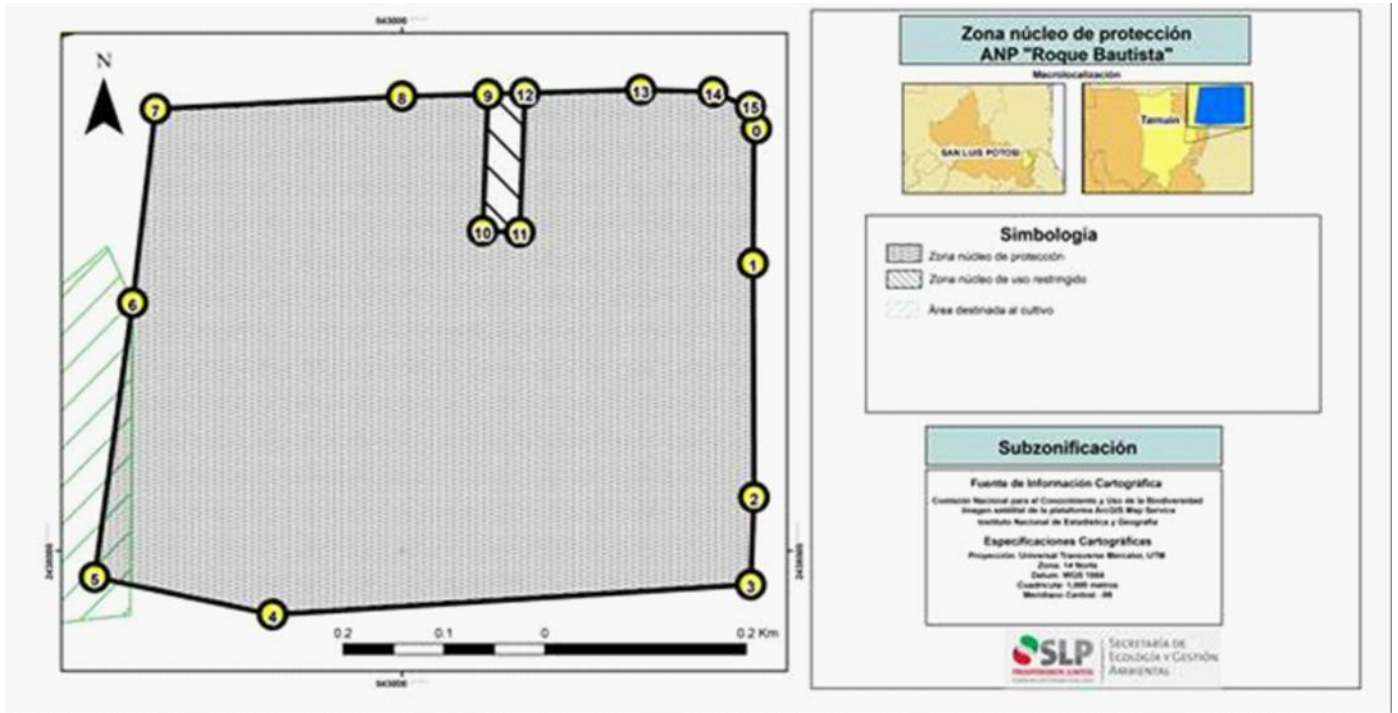 543000
N
7
8
9
12
13
14
15
0
10
11
1
6
2
5
3
4
2438000
2438000
0.2
0.1
0
0.2 Km
543000
Zona núcleo de protección
ANP "Roque Bautista"
Macrolocalización
SAN LUIS POTOSI
Tamuin
Simbología
Zona núcleo de protección
Zona núcleo de uso restringido
Área destinada al cultivo
Subzonificación
Fuente de Información Cartográfica
Comisión Nacional para el Conocimiento y Uso de la Biodiversidad
Imagen satelital de la plataforma ArcGIS Map Service
Instituto Nacional de Estadística y Geografía
Especificaciones Cartográficas
Proyección: Universal Transverse Mercator, UTM
Zona: 14 Norte
Datum: WGS 1984
Cuadrícula: 1,000 metros
Meridiano Central: -99
SLP
SECRETARÍA DE
ECOLOGÍA Y GESTIÓN
AMBIENTAL